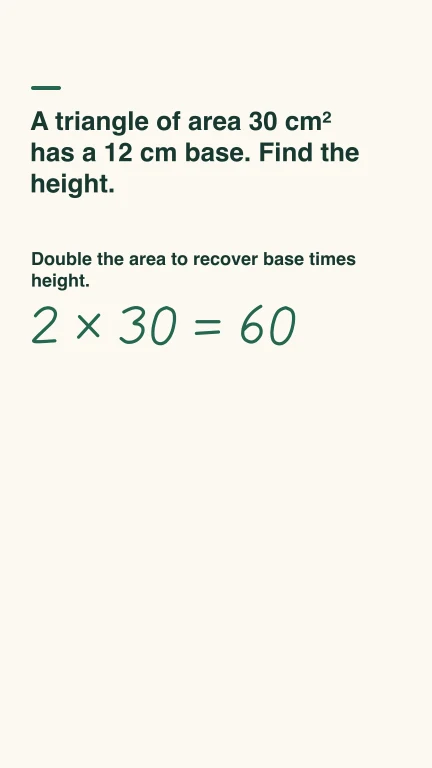 A triangle of area 30 cm²
has a 12 cm base. Find the
height.
Double the area to recover base times
height.
2 × 30 = 60